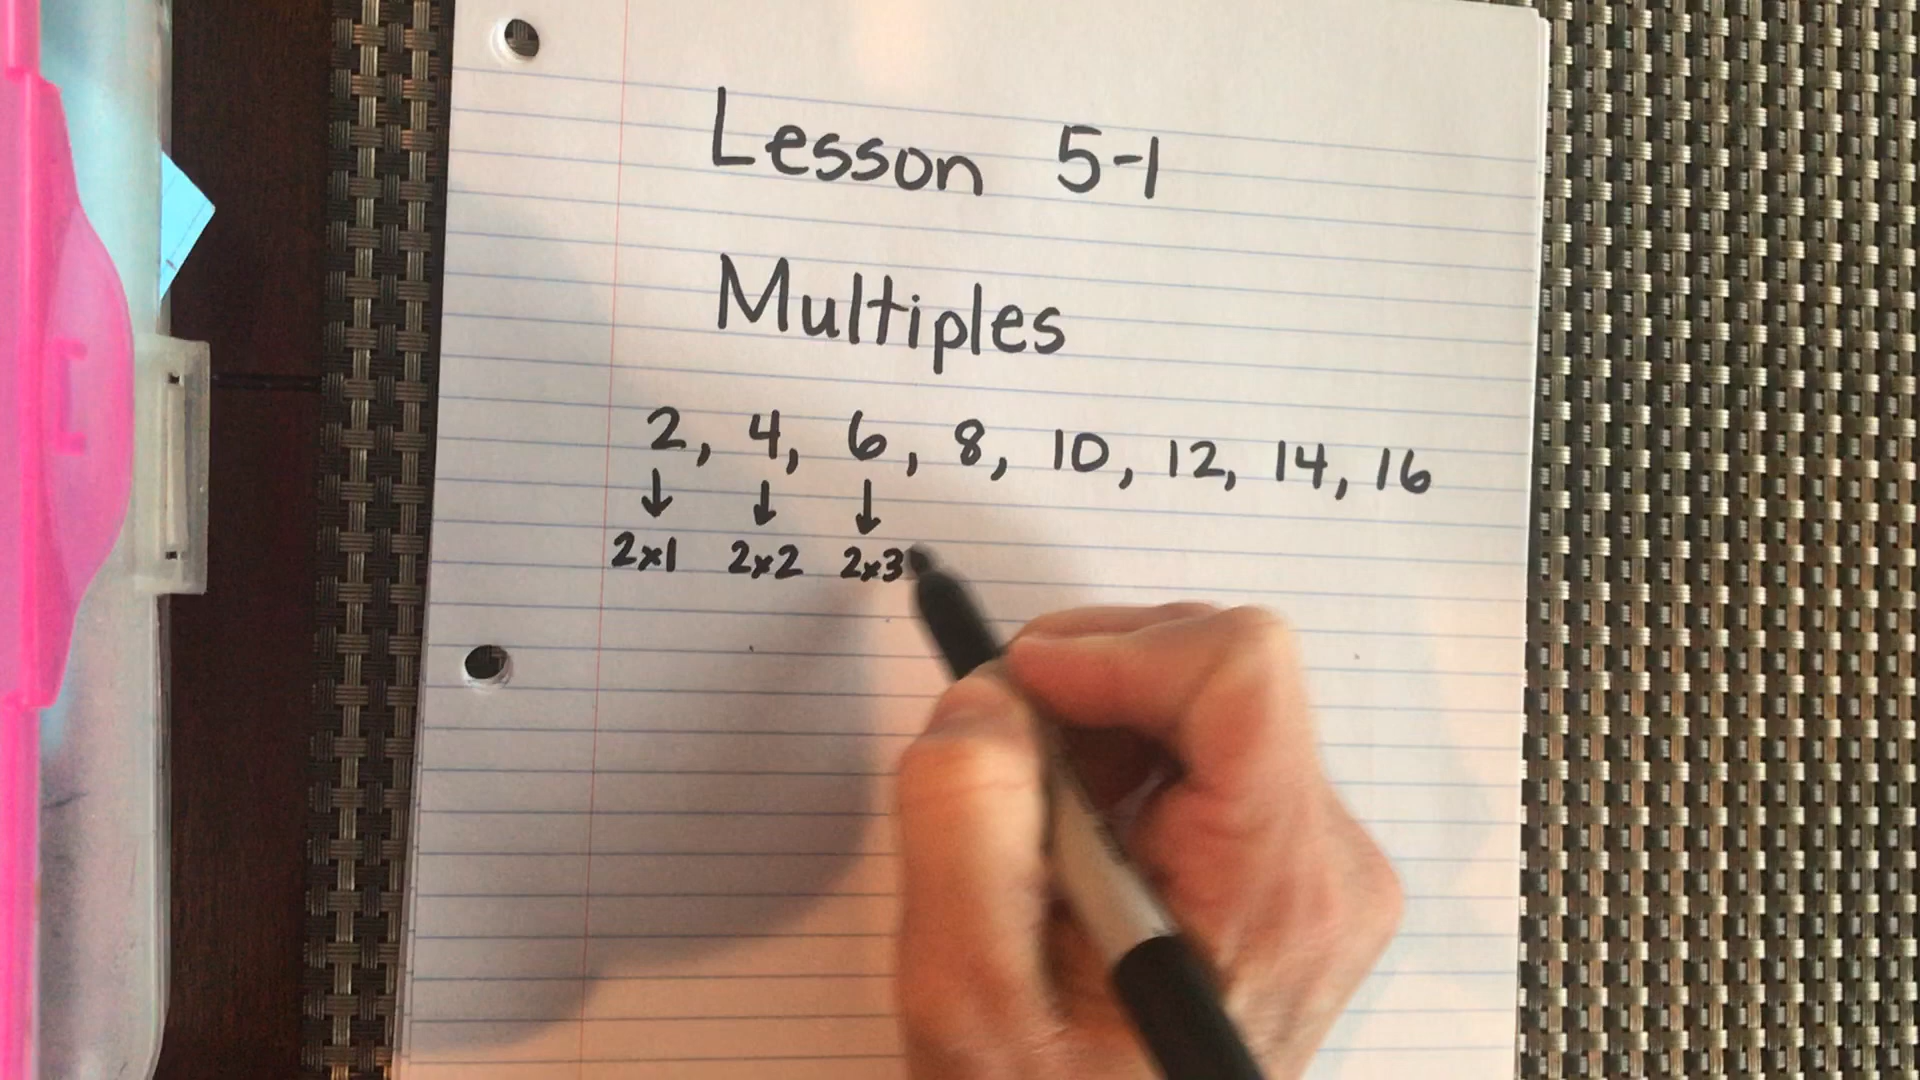 Lesson 5-1
Multiples
2, 4, 6, 8, 10, 12, 14, 16
↓ ↓ ↓
2x1 2x2 2x3